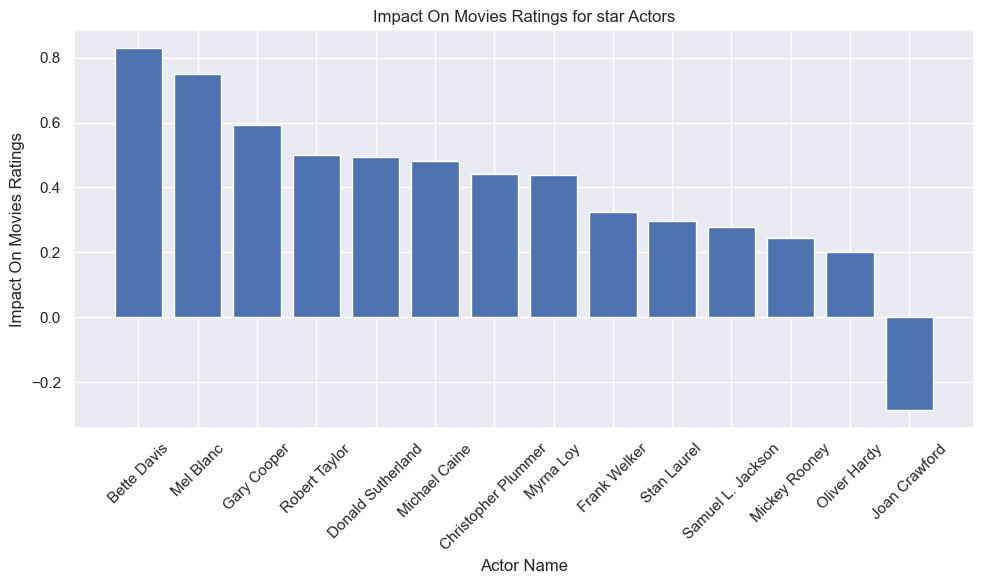 Impact On Movies Ratings for star Actors
Impact On Movies Ratings
0.8
0.6
0.4
0.2
0.0
−0.2
Bette Davis
Mel Blanc
Gary Cooper
Robert Taylor
Donald Sutherland
Michael Caine
Christopher Plummer
Myrna Loy
Frank Welker
Stan Laurel
Samuel L. Jackson
Mickey Rooney
Oliver Hardy
Joan Crawford
Actor Name